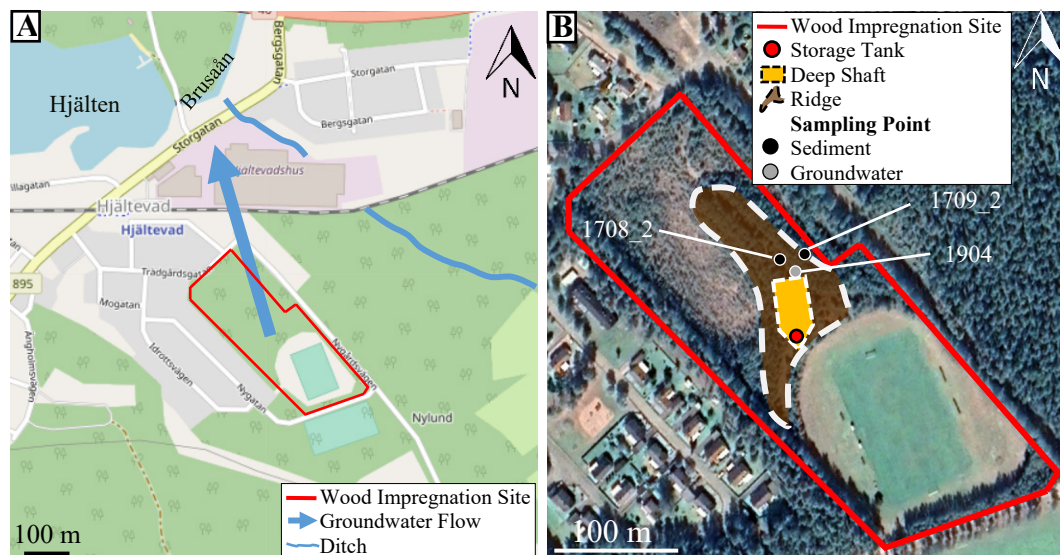 A
Hjälten
Brusaån
Bergsgatan
N
Storgatan
Bergsgatan
Storgatan
Hjältevadshus
Hjältevad
Hjältevad
895
Trädgårdsgatan
Mogatan
Idrottsvägen
Nygatan
Nygårdsvägen
Nylund
Ängholmsvägen
100 m
Wood Impregnation Site
Groundwater Flow
Ditch
B
Wood Impregnation Site
Storage Tank
Deep Shaft
Ridge
Sampling Point
Sediment
Groundwater
N
1709_2
1708_2
1904
100 m